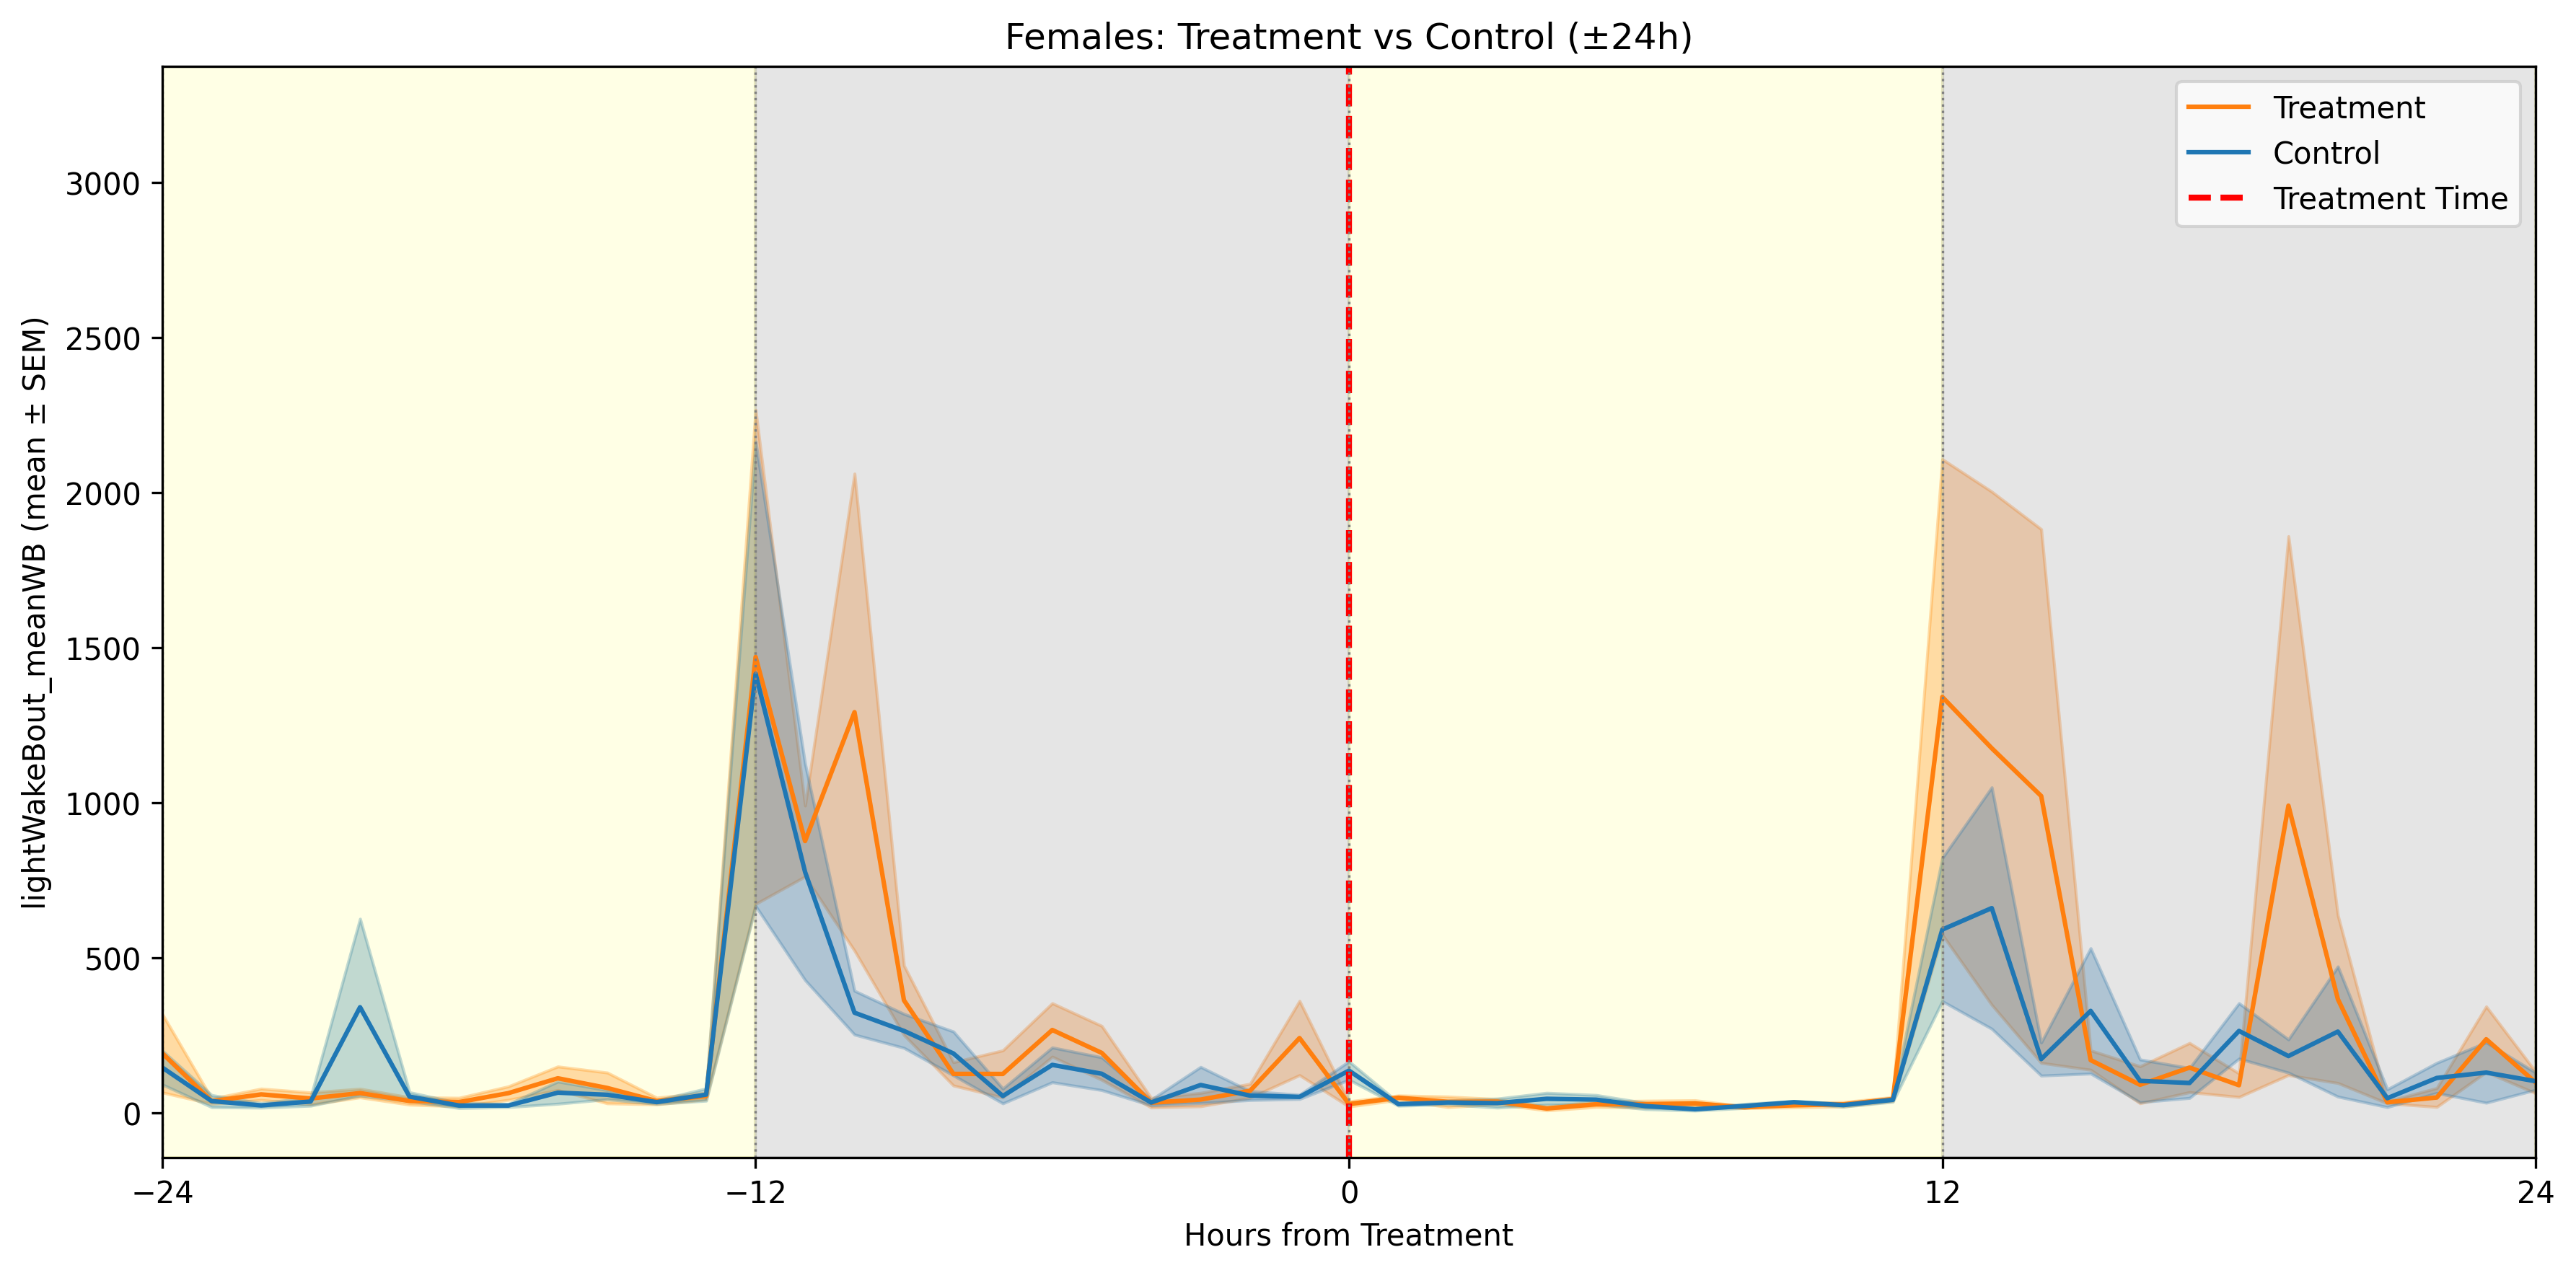 Females: Treatment vs Control (±24h)
Treatment
Control
Treatment Time
3000
2500
2000
1500
1000
500
0
lightWakeBout_meanWB (mean ± SEM)
−24
−12
0
12
24
Hours from Treatment